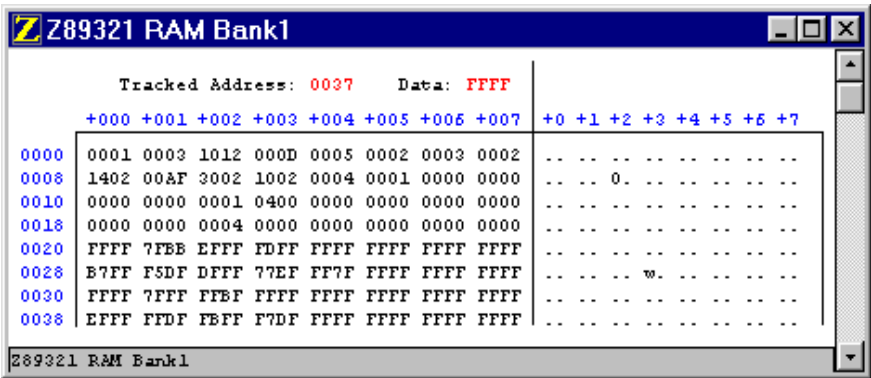 Z Z89321 RAM Bank1
Tracked Address: 0037 Data: FFFF
+000 +001 +002 +003 +004 +005 +006 +007 +0 +1 +2 +3 +4 +5 +6 +7
0000 0001 0003 1012 000D 0005 0002 0003 0002 .. .. .. .. .. .. .. ..
0008 1402 00AF 3002 1002 0004 0001 0000 0000 .. .. 0. .. .. .. .. ..
0010 0000 0000 0001 0400 0000 0000 0000 0000 .. .. .. .. .. .. .. ..
0018 0000 0000 0004 0000 0000 0000 0000 0000 .. .. .. .. .. .. .. ..
0020 FFFF 7FBB EFFF FDFF FFFF FFFF FFFF FFFF .. .. .. .. .. .. .. ..
0028 B7FF F5DF DFFF 77EF FF7F FFFF FFFF FFFF .. .. .. w. .. .. .. ..
0030 FFFF 7FFF FFBF FFFF FFFF FFFF FFFF FFFF .. .. .. .. .. .. .. ..
0038 EFFF FFDF FBFF F7DF FFFF FFFF FFFF FFFF .. .. .. .. .. .. .. ..
Z89321 RAM Bank1